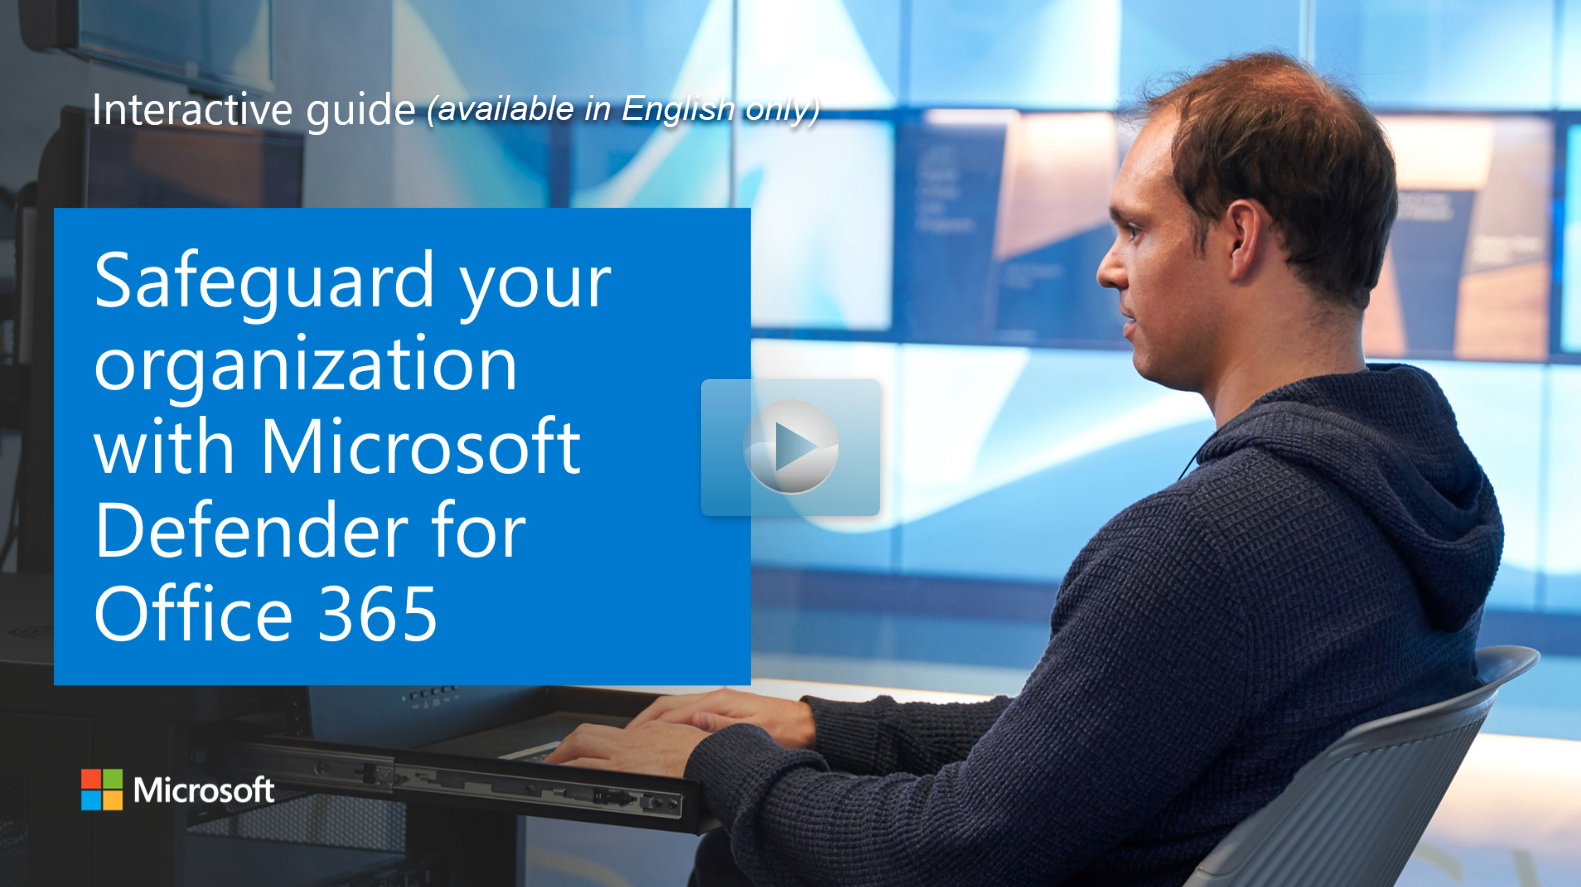 Interactive guide (available in English only)
Safeguard your
organization
with Microsoft
Defender for
Office 365
Microsoft